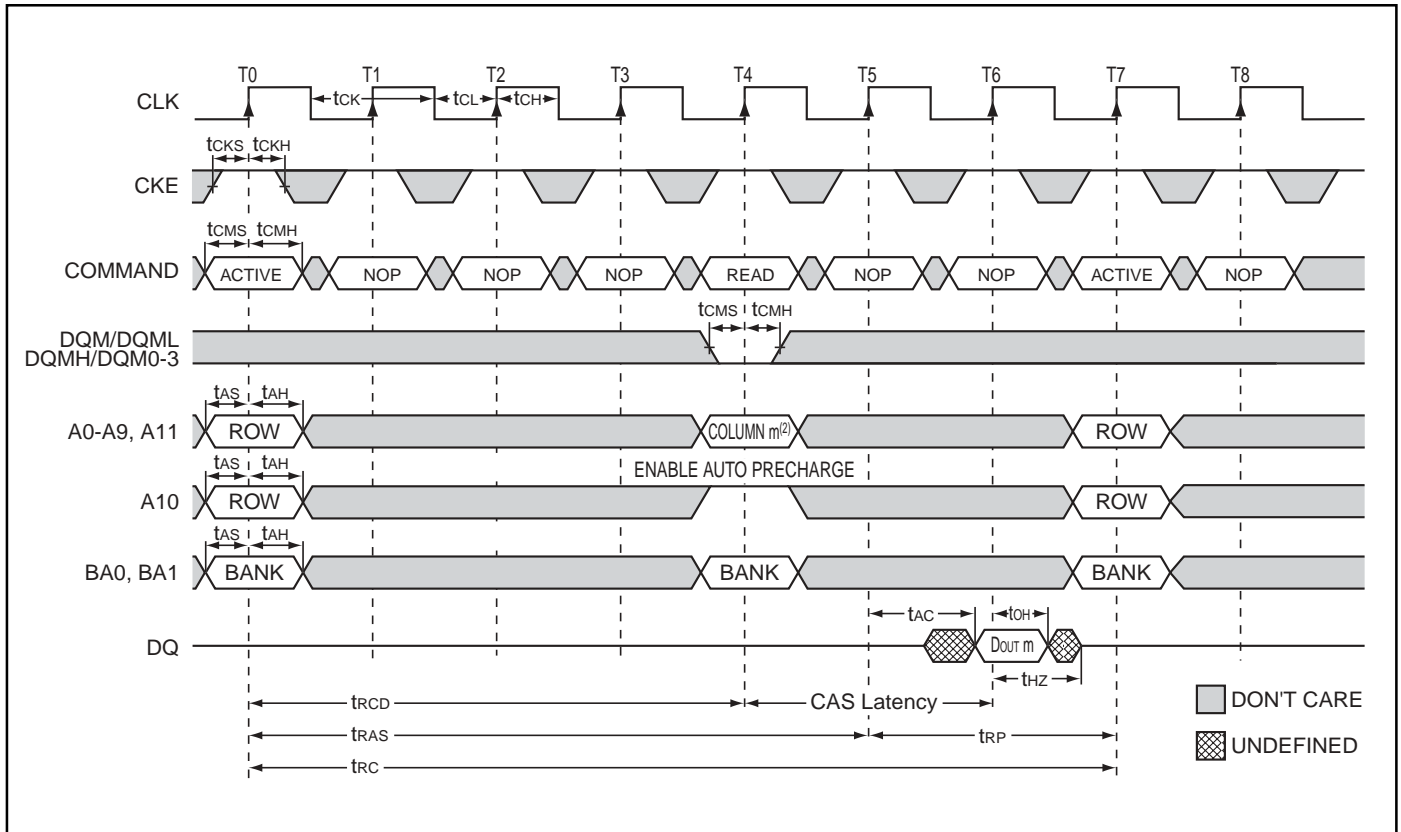 T0 T1 T2 T3 T4 T5 T6 T7 T8
CLK tCK tCL tCH
tCKS tCKH
CKE
tCMS tCMH
COMMAND ACTIVE NOP NOP NOP READ NOP NOP ACTIVE NOP
tCMS tCMH
DQM/DQML
DQMH/DQM0-3
tAS tAH
A0-A9, A11 ROW COLUMN m(2) ROW
tAS tAH ENABLE AUTO PRECHARGE
A10 ROW ROW
tAS tAH
BA0, BA1 BANK BANK BANK
tAC tOH
DQ DOUT m
tHZ
tRCD CAS Latency DON'T CARE
tRAS tRP UNDEFINED
tRC